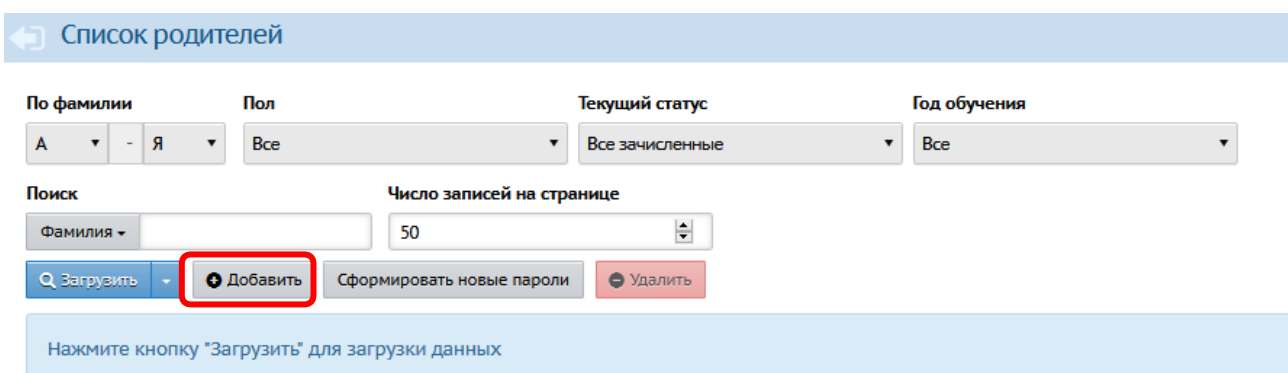 Список родителей
По фамилии Пол Текущий статус Год обучения
А - Я Все Все зачисленные Все
Поиск Число записей на странице
Фамилия 50
Загрузить Добавить Сформировать новые пароли Удалить
Нажмите кнопку "Загрузить" для загрузки данных